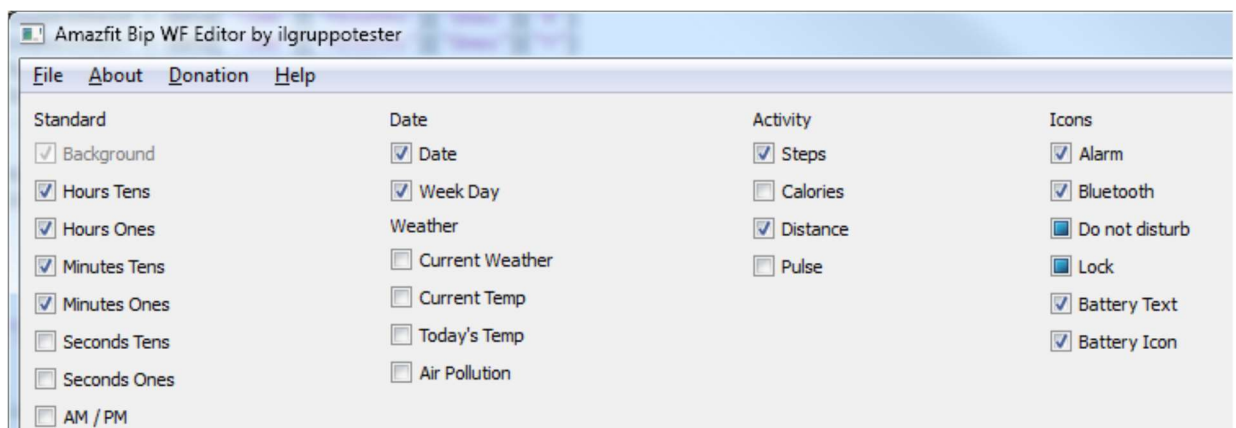 Amazfit Bip WF Editor by ilgruppotester
File About Donation Help
Standard
Background
Hours Tens
Hours Ones
Minutes Tens
Minutes Ones
Seconds Tens
Seconds Ones
AM / PM
Date
Date
Week Day
Weather
Current Weather
Current Temp
Today's Temp
Air Pollution
Activity
Steps
Calories
Distance
Pulse
Icons
Alarm
Bluetooth
Do not disturb
Lock
Battery Text
Battery Icon